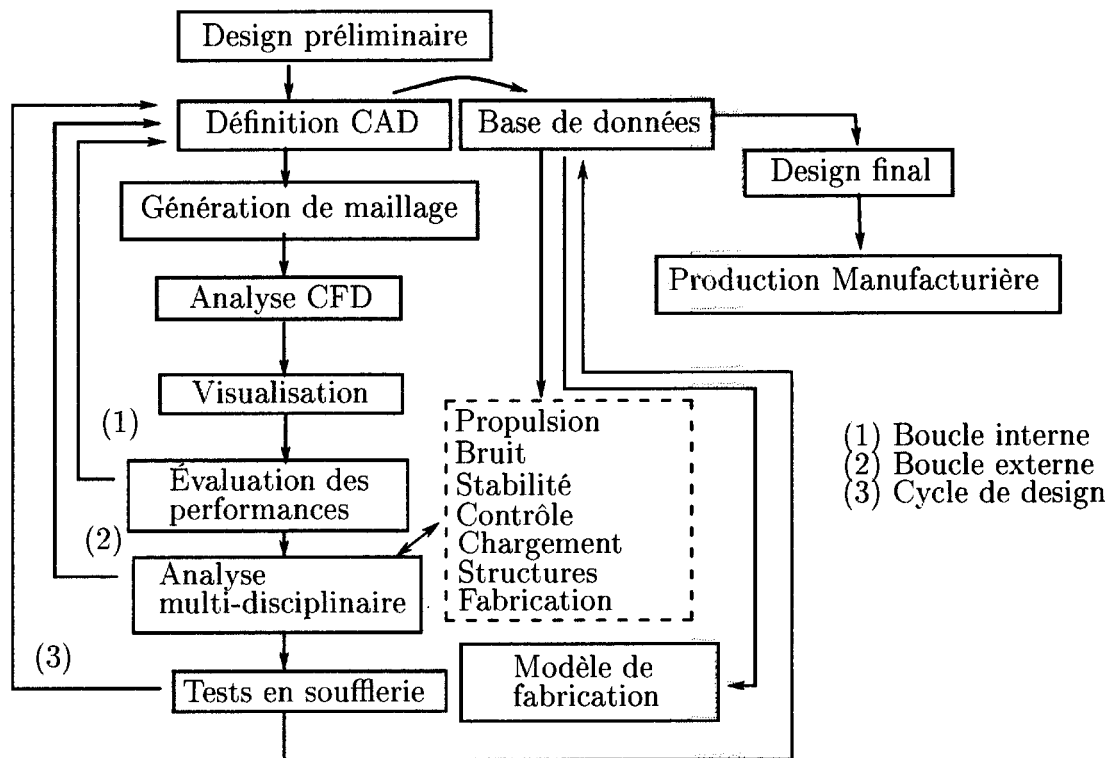 Design préliminaire
Définition CAD
Base de données
Design final
Génération de maillage
Production Manufacturière
Analyse CFD
Visualisation
(1)
Évaluation des
performances
(2)
Analyse
multi-disciplinaire
(3)
Tests en soufflerie
Propulsion
Bruit
Stabilité
Contrôle
Chargement
Structures
Fabrication
Modèle de
fabrication
(1) Boucle interne
(2) Boucle externe
(3) Cycle de design